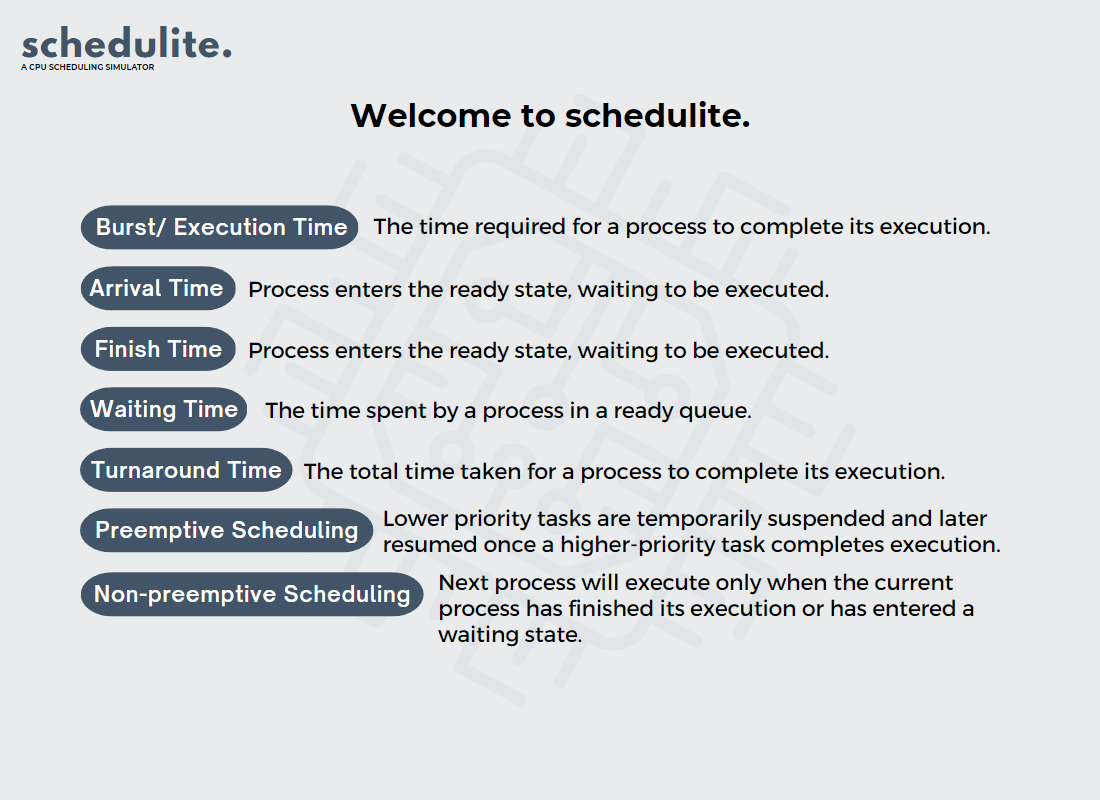 schedulite.
A CPU SCHEDULING SIMULATOR
Welcome to schedulite.
Burst/ Execution Time The time required for a process to complete its execution.
Arrival Time Process enters the ready state, waiting to be executed.
Finish Time Process enters the ready state, waiting to be executed.
Waiting Time The time spent by a process in a ready queue.
Turnaround Time The total time taken for a process to complete its execution.
Preemptive Scheduling Lower priority tasks are temporarily suspended and later
resumed once a higher-priority task completes execution.
Non-preemptive Scheduling Next process will execute only when the current
process has finished its execution or has entered a
waiting state.